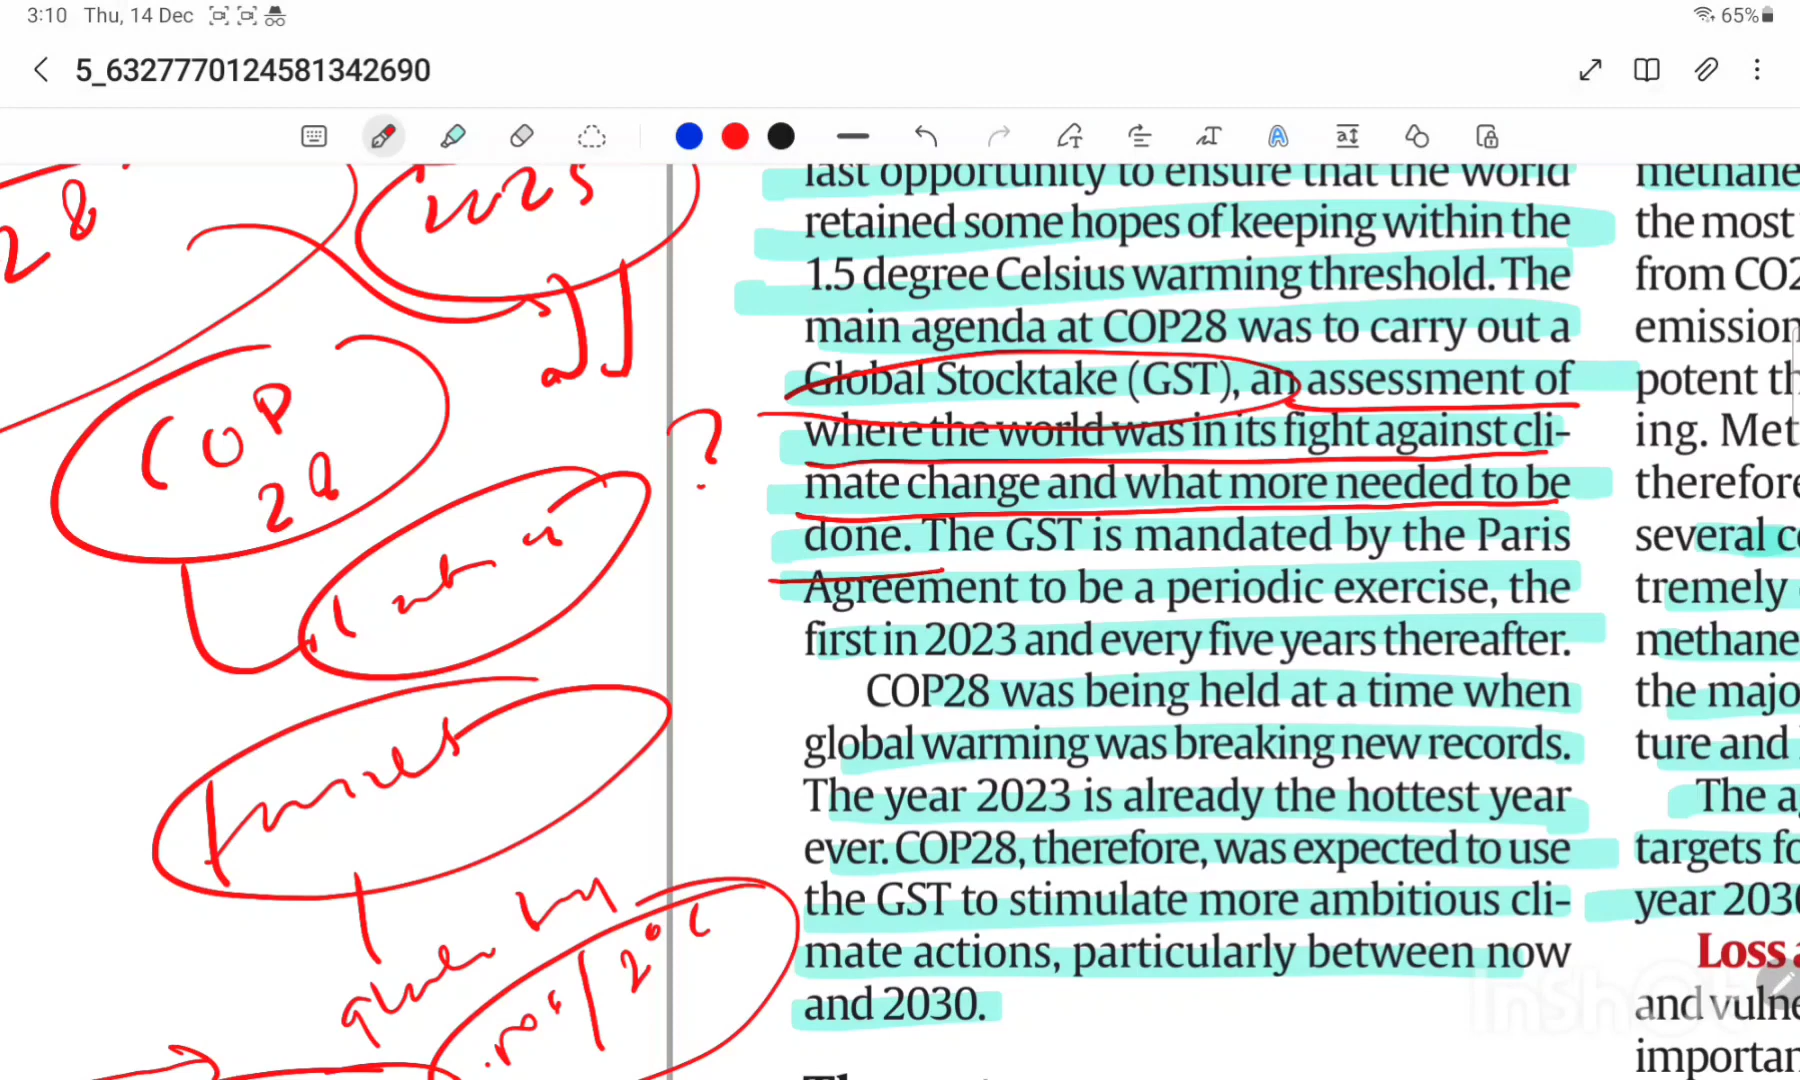 3:10 Thu, 14 Dec
65%
5_6327770124581342690
28
2025
COP
28
?
last opportunity to ensure that the world
retained some hopes of keeping within the
1.5 degree Celsius warming threshold. The
main agenda at COP28 was to carry out a
Global Stocktake (GST), an assessment of
where the world was in its fight against cli-
mate change and what more needed to be
done. The GST is mandated by the Paris
Agreement to be a periodic exercise, the
first in 2023 and every five years thereafter.
COP28 was being held at a time when
global warming was breaking new records.
The year 2023 is already the hottest year
ever. COP28, therefore, was expected to use
the GST to stimulate more ambitious cli-
mate actions, particularly between now
and 2030.
methane
the most
from CO2
emission
potent th
ing. Met
therefore
several co
tremely
methane
the majo
ture and
The a
targets fo
year 2030
Loss a
and vulne
importan
InShOt